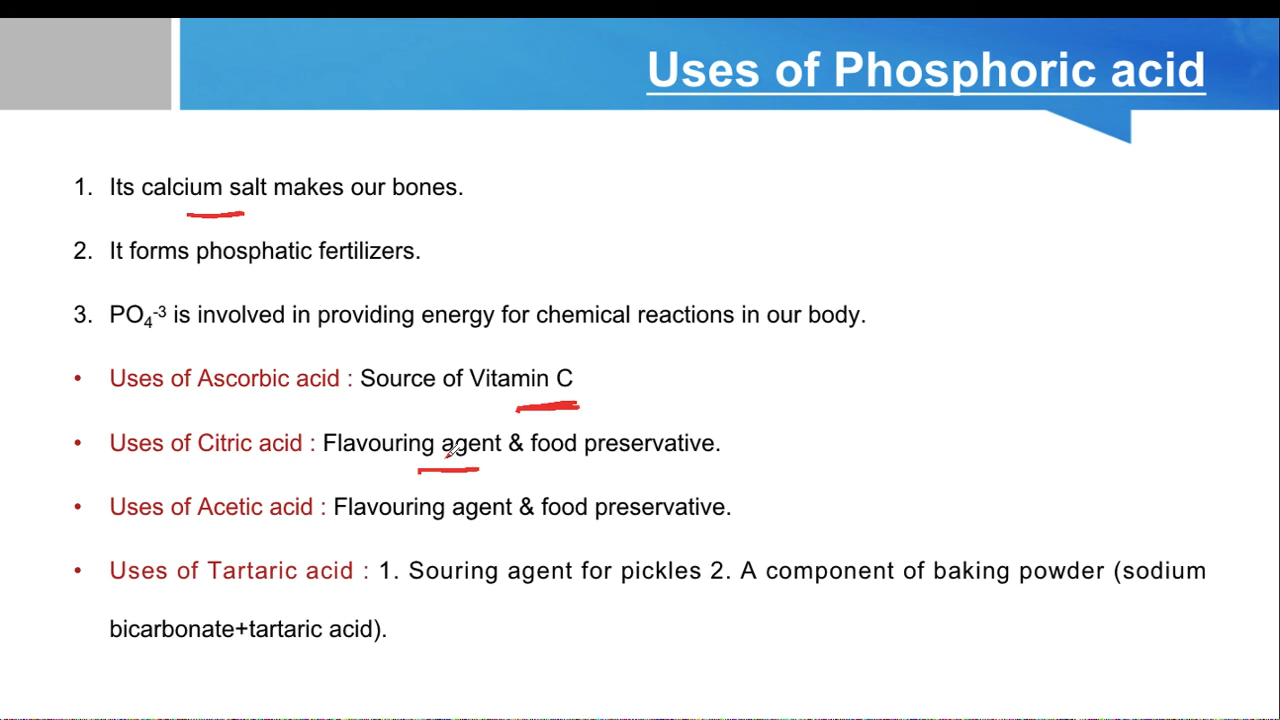 Uses of Phosphoric acid
1. Its calcium salt makes our bones.
2. It forms phosphatic fertilizers.
3. PO₄⁻³ is involved in providing energy for chemical reactions in our body.
• Uses of Ascorbic acid : Source of Vitamin C
• Uses of Citric acid : Flavouring agent & food preservative.
• Uses of Acetic acid : Flavouring agent & food preservative.
• Uses of Tartaric acid : 1. Souring agent for pickles 2. A component of baking powder (sodium
bicarbonate+tartaric acid).